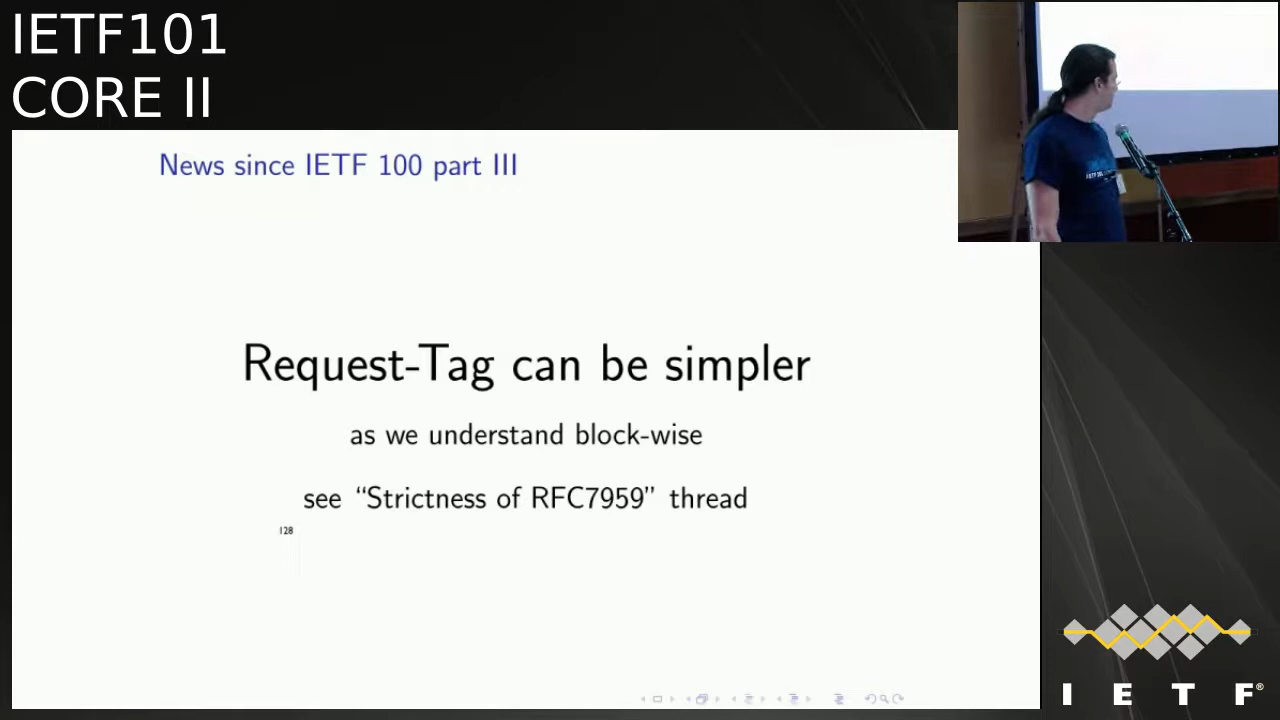 IETF101
CORE II
News since IETF 100 part III
Request-Tag can be simpler
as we understand block-wise
see “Strictness of RFC7959” thread
128
I E T F®